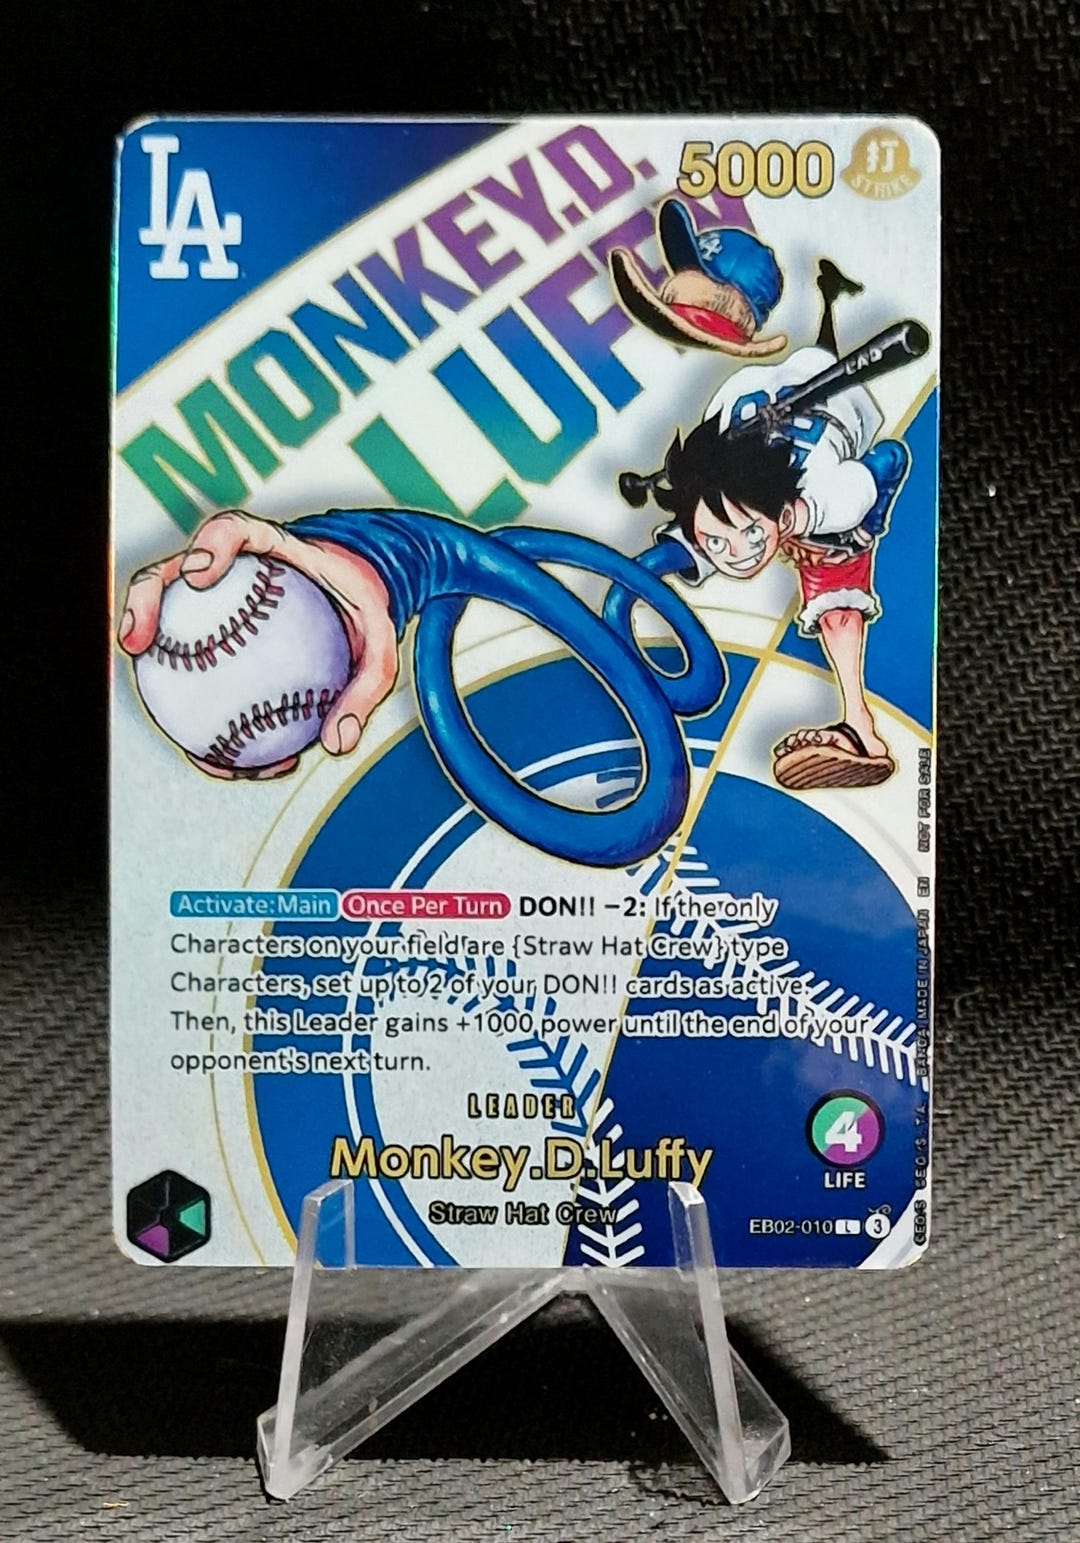 LA
MONKEY.D.
LUFFY
5000
打
STRIKE
LAD
Activate:Main Once Per Turn DON!! −2: If the only
Characters on your field are {Straw Hat Crew} type
Characters, set up to 2 of your DON!! cards as active.
Then, this Leader gains +1000 power until the end of your
opponent's next turn.
LEADER
Monkey.D.Luffy
Straw Hat Crew
4
LIFE
EB02-010 L 3
BANDAI MADE IN JAPAN EN NOT FOR SALE